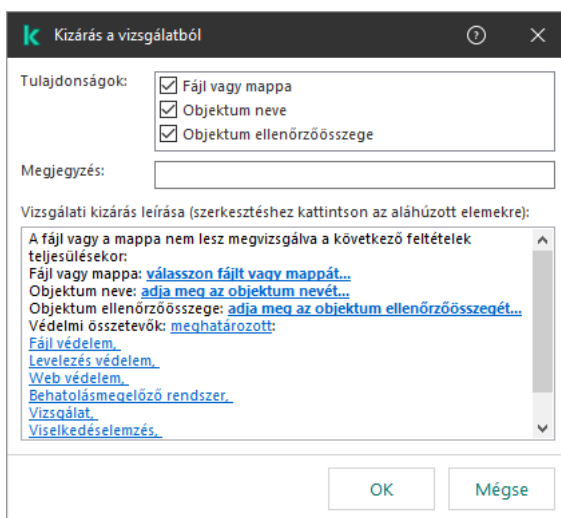 Kizárás a vizsgálatból
Tulajdonságok:
Fájl vagy mappa
Objektum neve
Objektum ellenőrzőösszege
Megjegyzés:
Vizsgálati kizárás leírása (szerkesztéshez kattintson az aláhúzott elemekre):
A fájl vagy a mappa nem lesz megvizsgálva a következő feltételek
teljesülésekor:
Fájl vagy mappa: válasszon fájlt vagy mappát...
Objektum neve: adja meg az objektum nevét...
Objektum ellenőrzőösszege: adja meg az objektum ellenőrzőösszegét...
Védelmi összetevők: meghatározott:
Fájl védelem,
Levelezés védelem,
Web védelem,
Behatolásmegelőző rendszer,
Vizsgálat,
Viselkedéselemzés,
OK
Mégse